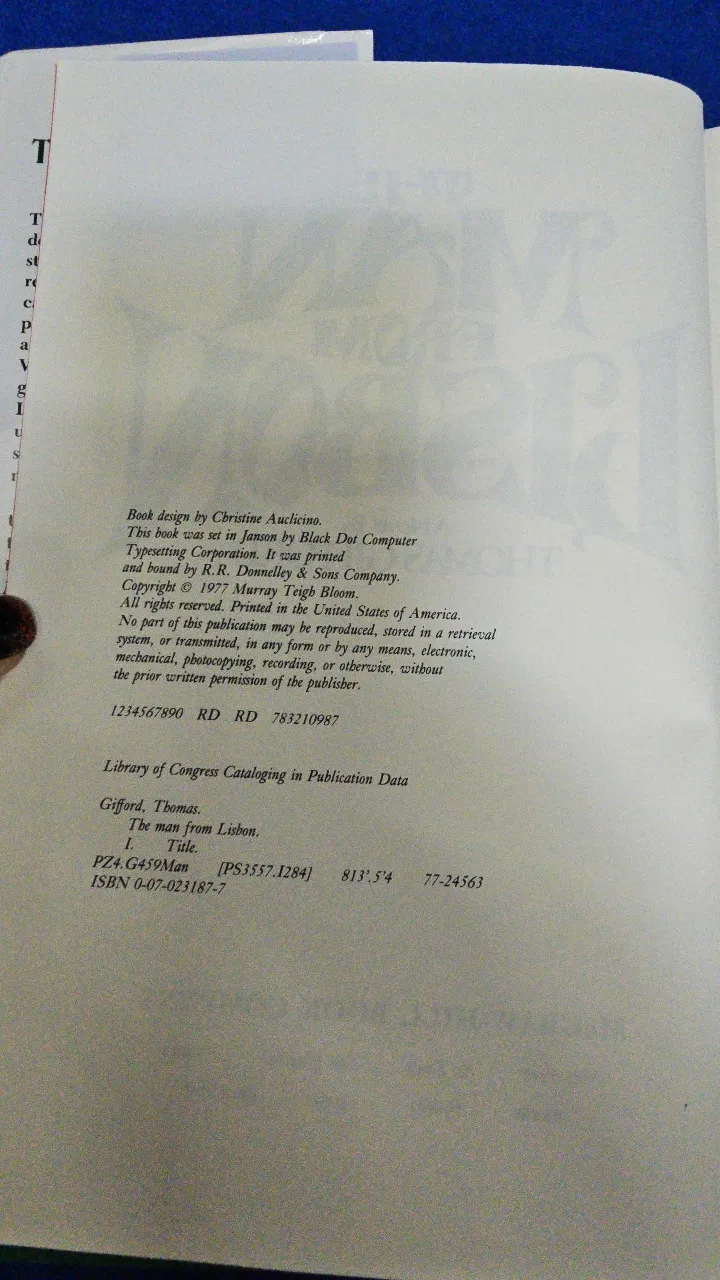 Book design by Christine Auclicino.
This book was set in Janson by Black Dot Computer
Typesetting Corporation. It was printed
and bound by R.R. Donnelley & Sons Company.
Copyright © 1977 Murray Teigh Bloom.
All rights reserved. Printed in the United States of America.
No part of this publication may be reproduced, stored in a retrieval
system, or transmitted, in any form or by any means, electronic,
mechanical, photocopying, recording, or otherwise, without
the prior written permission of the publisher.
1234567890 RD RD 783210987
Library of Congress Cataloging in Publication Data
Gifford, Thomas.
The man from Lisbon.
I. Title.
PZ4.G459Man [PS3557.I284] 813'.5'4 77-24563
ISBN 0-07-023187-7